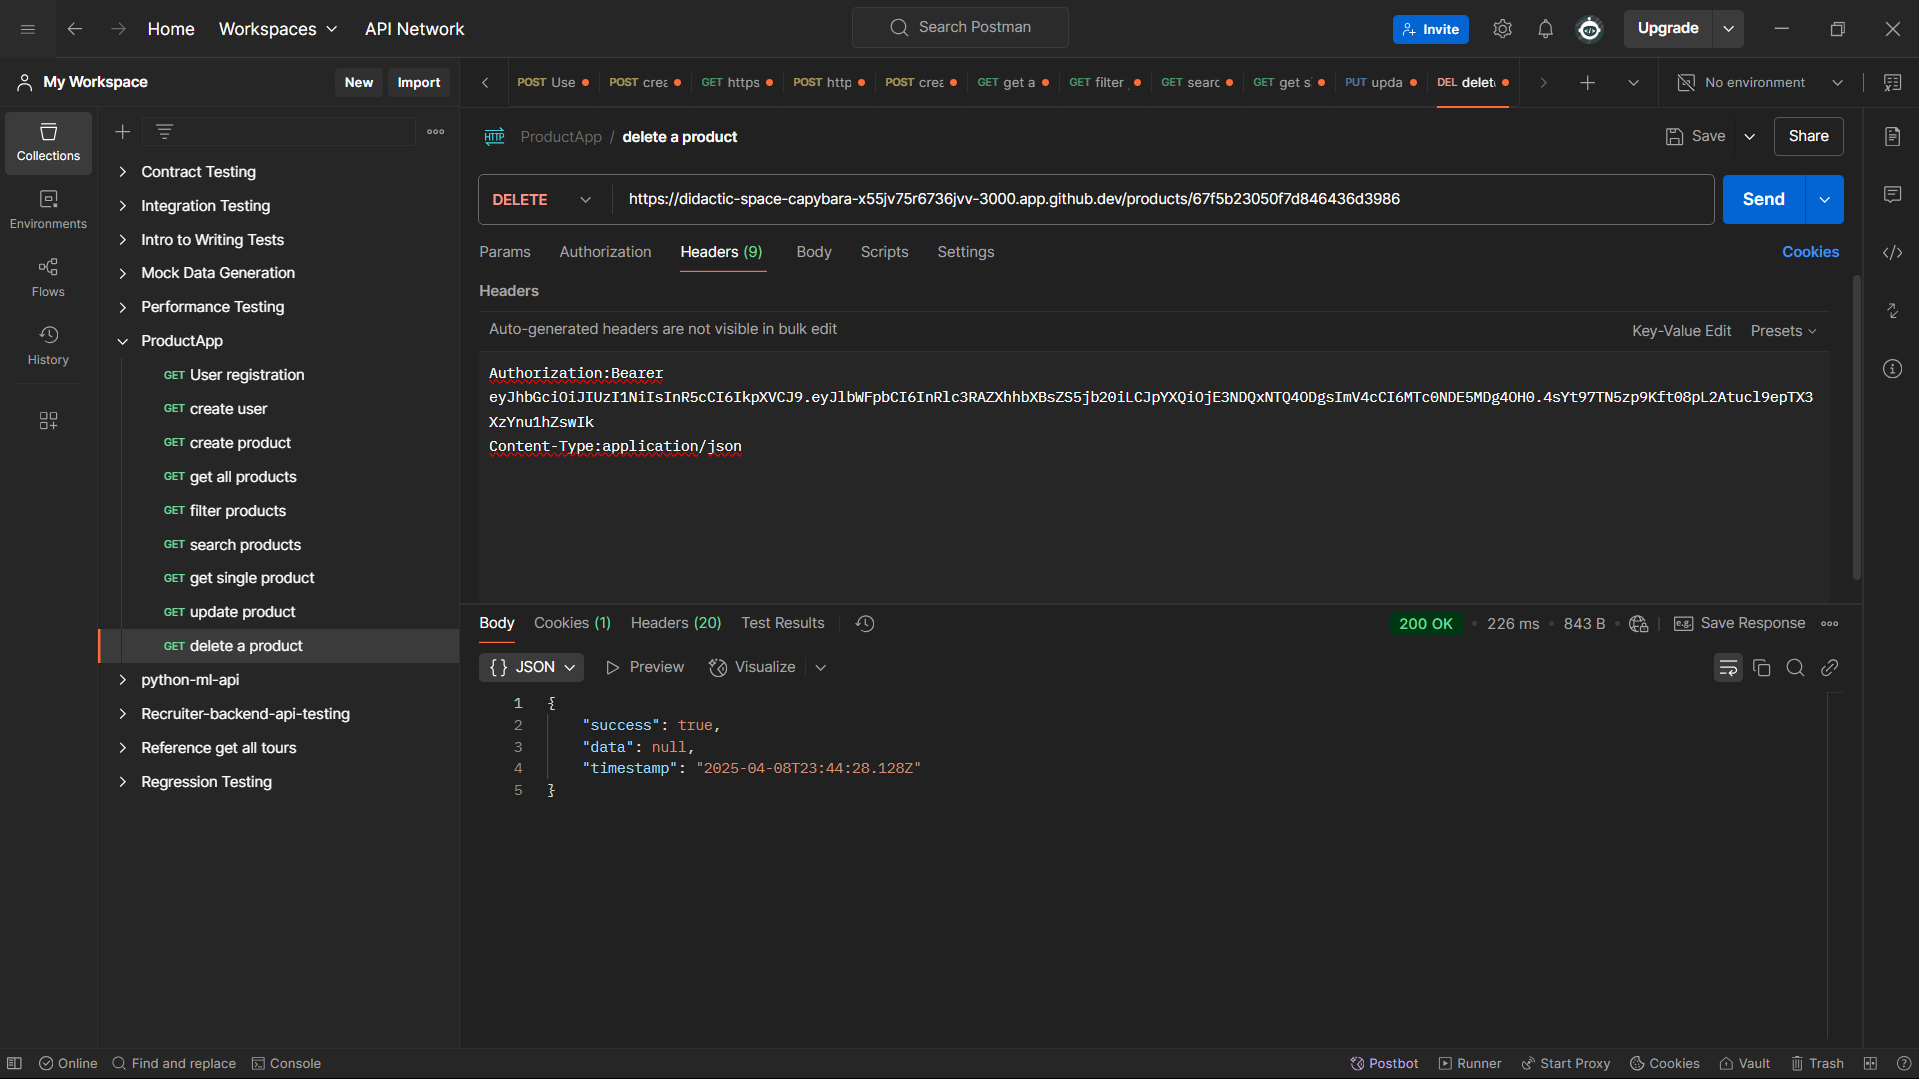 Home Workspaces API Network Search Postman Invite Upgrade
My Workspace New Import
POST Use POST crea GET https POST http POST crea GET get a GET filter GET searc GET get s PUT upda DEL delet No environment
Collections
Environments
Flows
History
Contract Testing
Integration Testing
Intro to Writing Tests
Mock Data Generation
Performance Testing
ProductApp
GET User registration
GET create user
GET create product
GET get all products
GET filter products
GET search products
GET get single product
GET update product
GET delete a product
python-ml-api
Recruiter-backend-api-testing
Reference get all tours
Regression Testing
HTTP ProductApp / delete a product Save Share
DELETE https://didactic-space-capybara-x55jv75r6736jvv-3000.app.github.dev/products/67f5b23050f7d846436d3986 Send
Params Authorization Headers (9) Body Scripts Settings Cookies
Headers
Auto-generated headers are not visible in bulk edit Key-Value Edit Presets
Authorization:Bearer
eyJhbGciOiJIUzI1NiIsInR5cCI6IkpXVCJ9.eyJlbWFpbCI6InRlc3RAZXhhbXBsZS5jb20iLCJpYXQiOjE3NDQxNTQ4ODgsImV4cCI6MTc0NDE5MDg4OH0.4sYt97TN5zp9Kft08pL2Atucl9epTX3
XzYnu1hZswIk
Content-Type:application/json
Body Cookies (1) Headers (20) Test Results 200 OK • 226 ms • 843 B • e.g. Save Response
{} JSON Preview Visualize
1 {
2 "success": true,
3 "data": null,
4 "timestamp": "2025-04-08T23:44:28.128Z"
5 }
Online Find and replace Console Postbot Runner Start Proxy Cookies Vault Trash